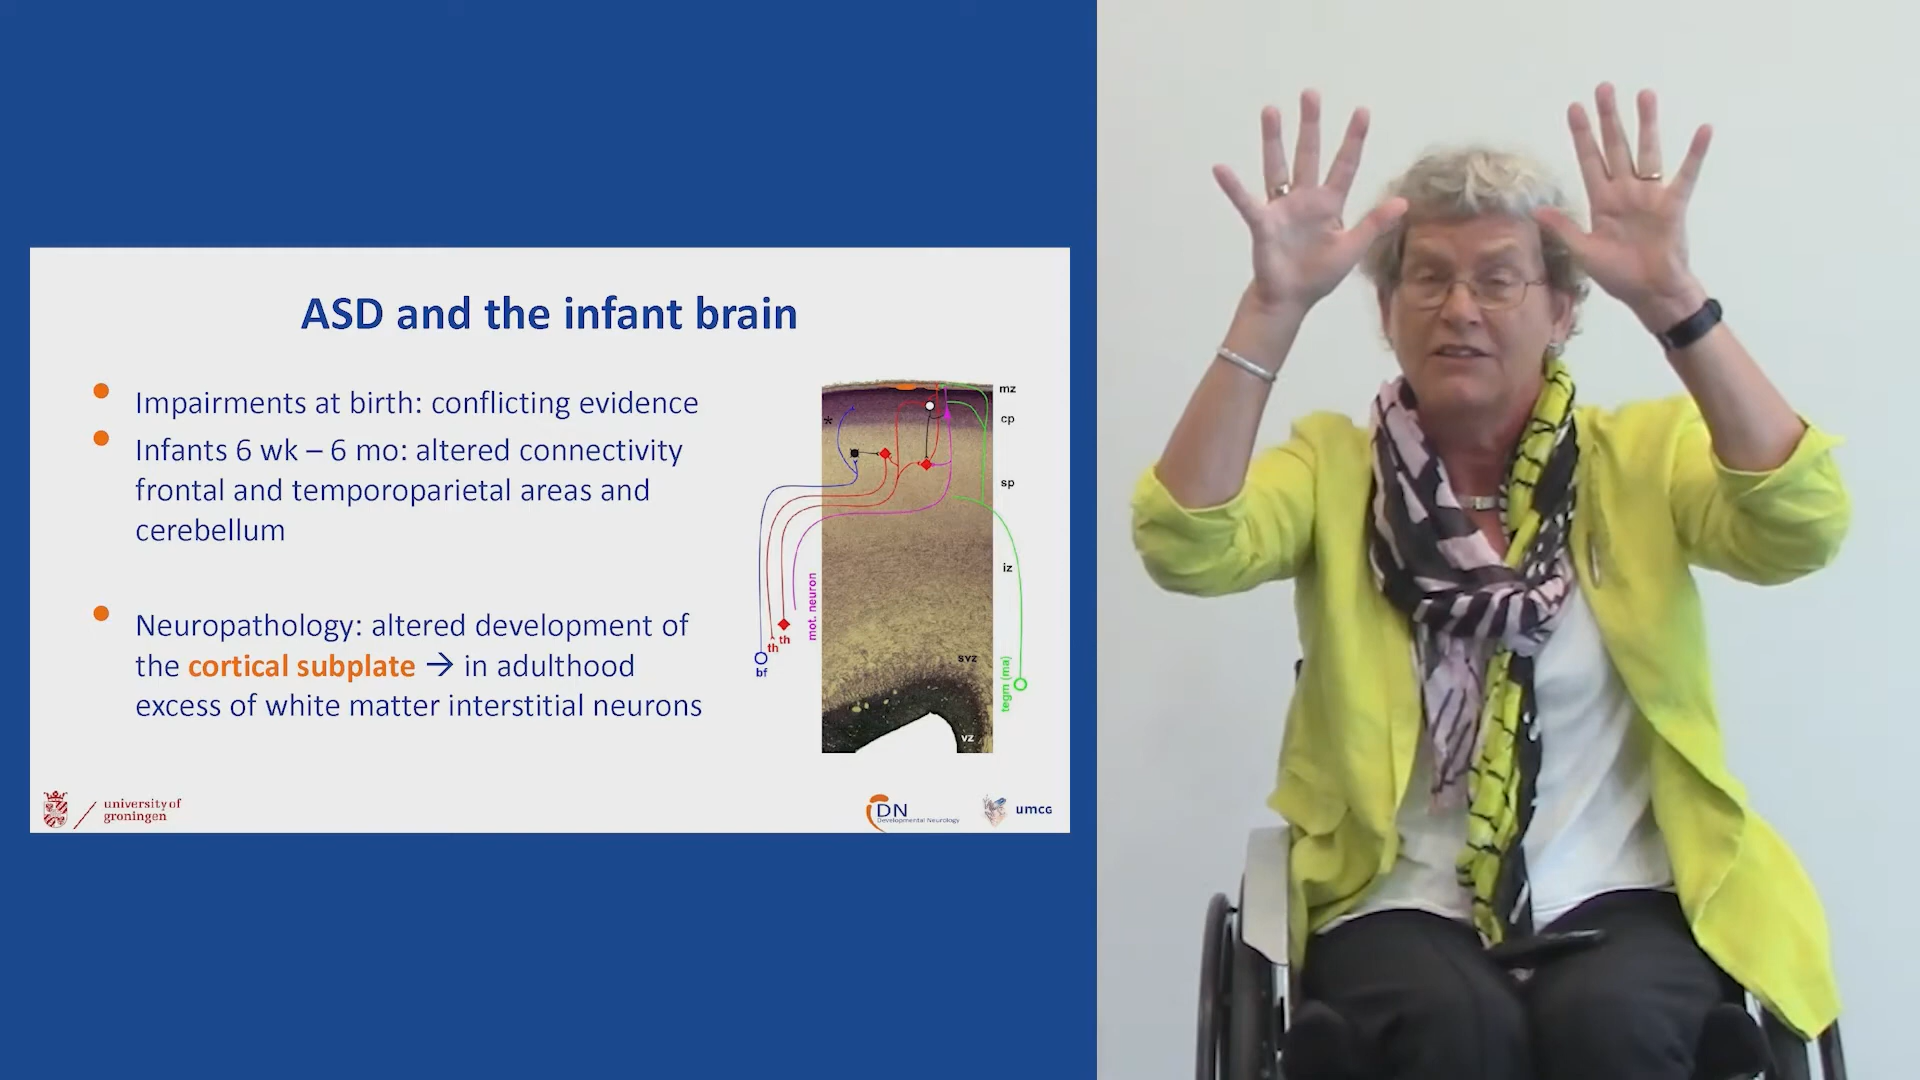 ASD and the infant brain
Impairments at birth: conflicting evidence
Infants 6 wk – 6 mo: altered connectivity
frontal and temporoparietal areas and
cerebellum
Neuropathology: altered development of
the cortical subplate → in adulthood
excess of white matter interstitial neurons
mz
cp
*
sp
iz
mot. neuron
th
th
bf
svz
tegm (ma)
vz
university of
groningen
DN
Developmental Neurology
umcg